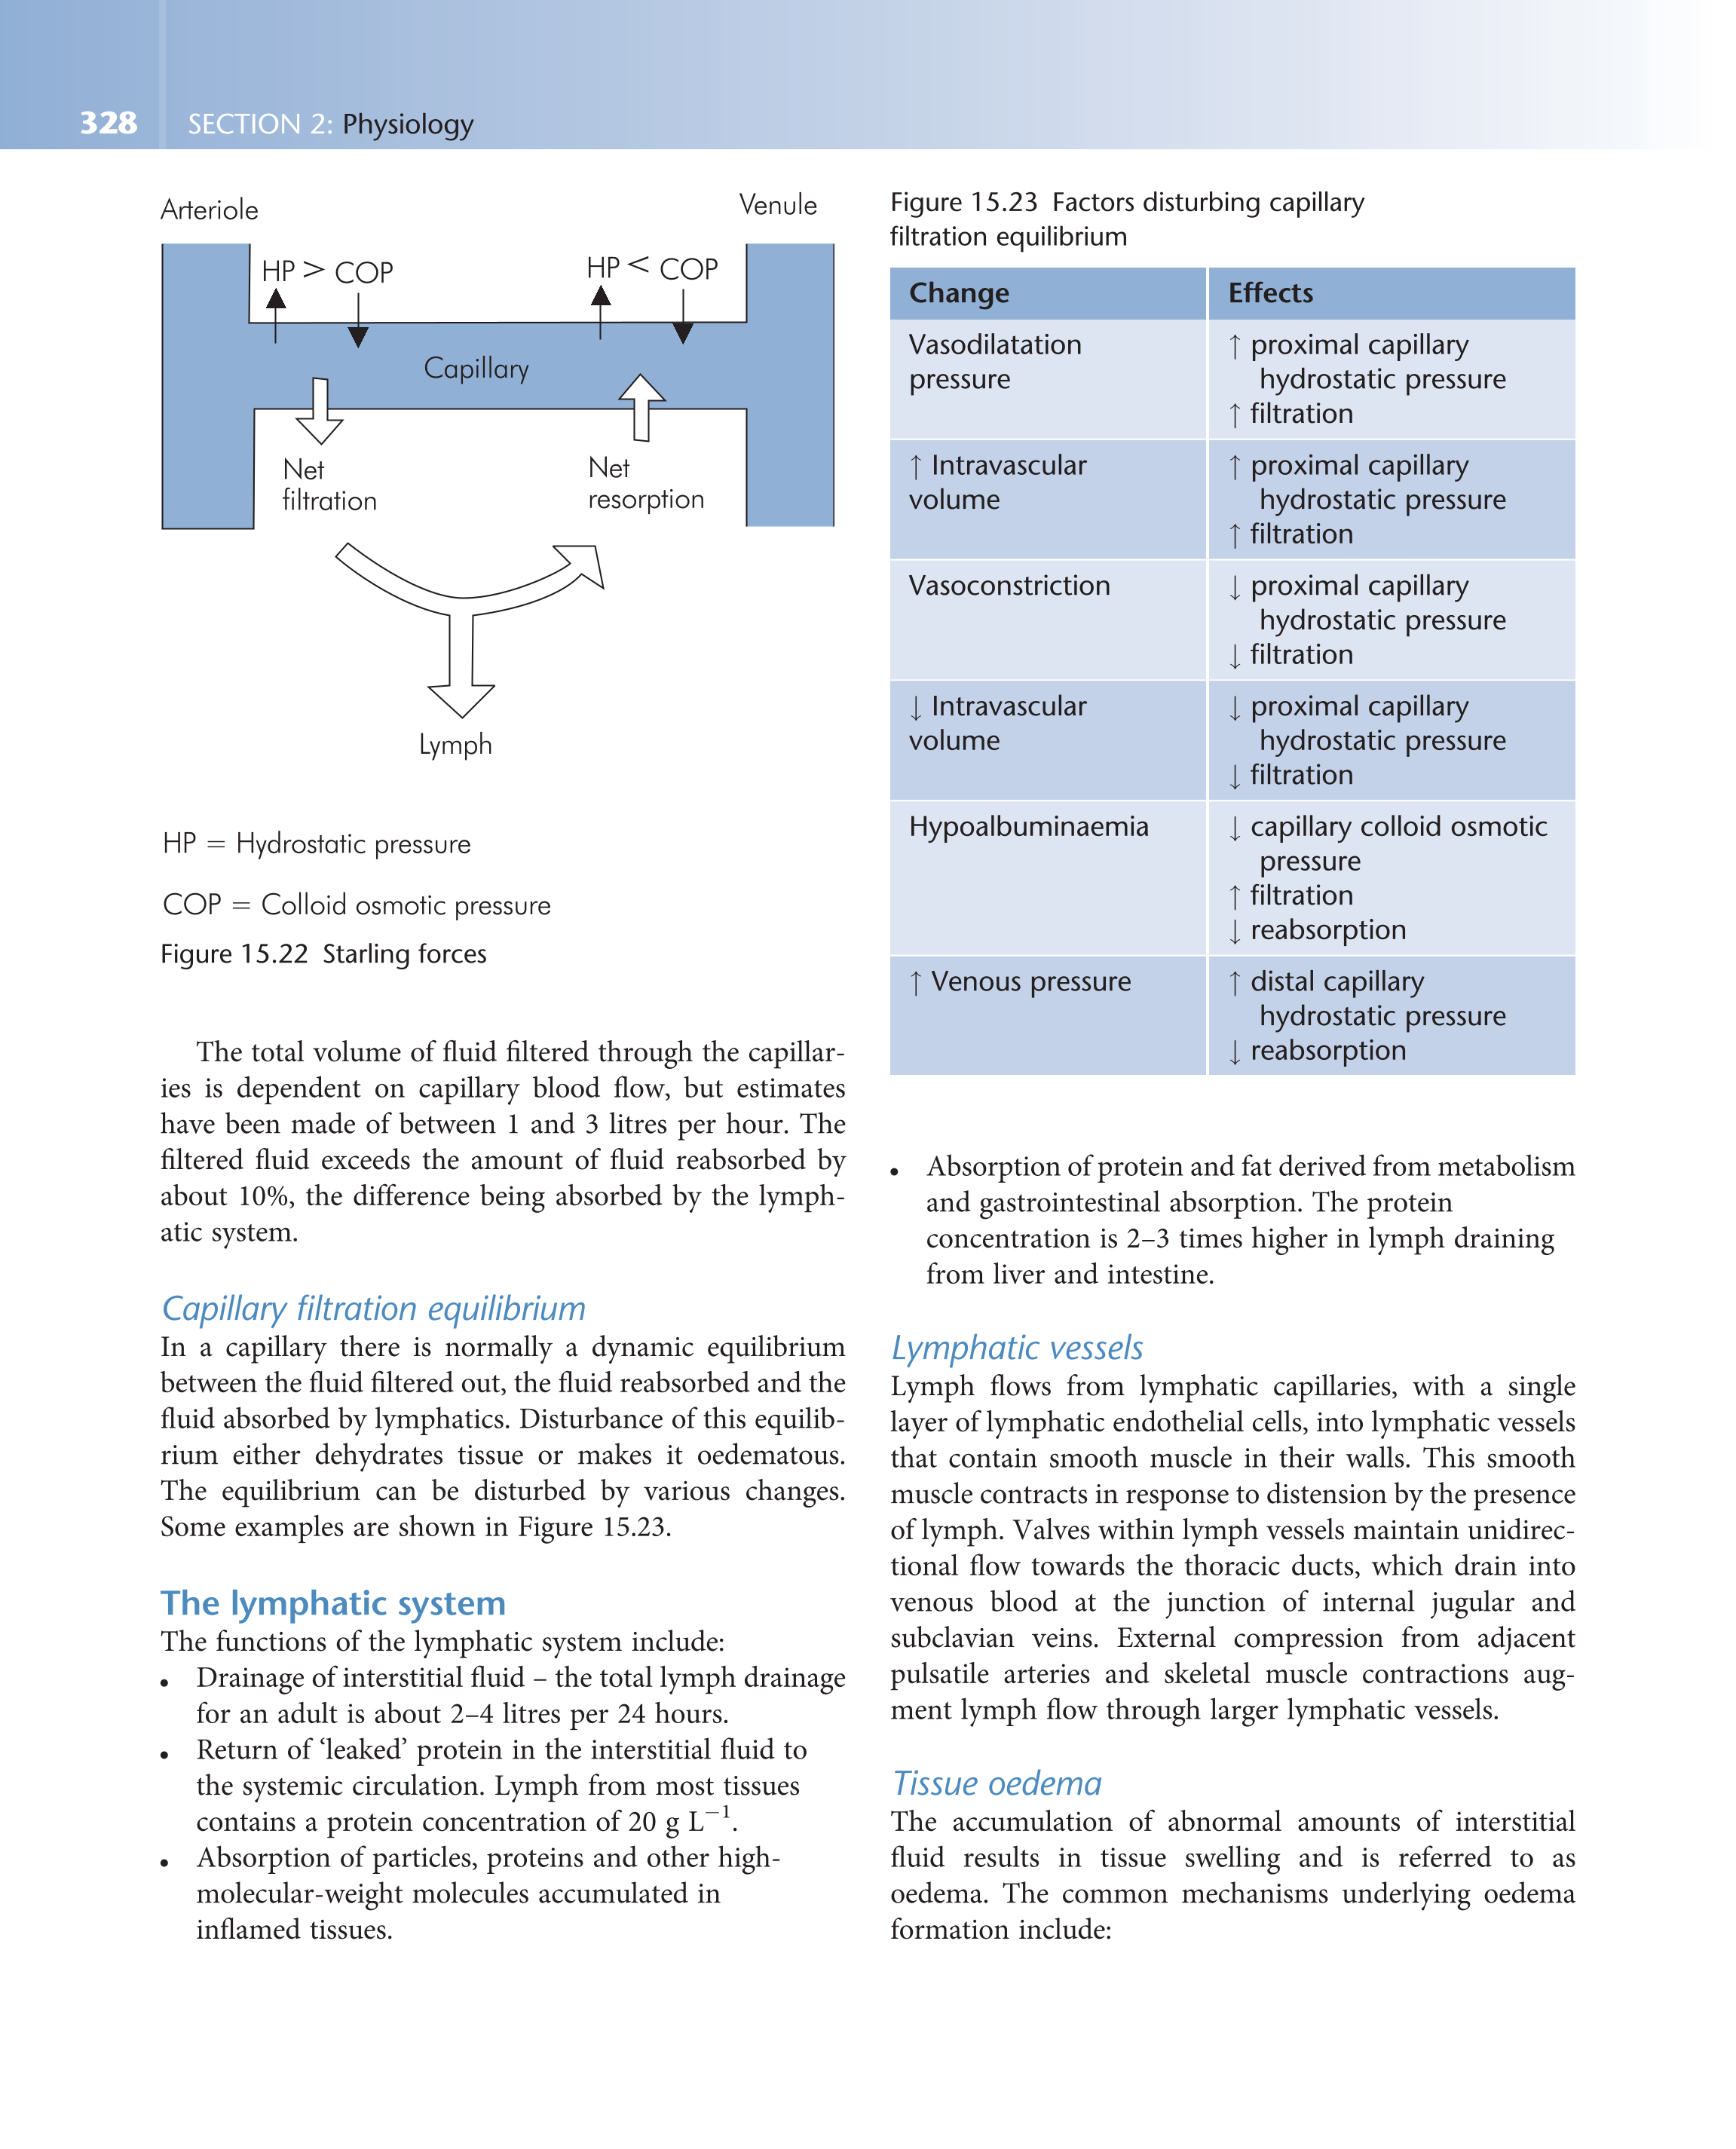 328 SECTION 2: Physiology
Arteriole
Venule
HP > COP
HP < COP
Capillary
Net
filtration
Net
resorption
Lymph
HP = Hydrostatic pressure
COP = Colloid osmotic pressure
Figure 15.22 Starling forces
The total volume of fluid filtered through the capillar-
ies is dependent on capillary blood flow, but estimates
have been made of between 1 and 3 litres per hour. The
filtered fluid exceeds the amount of fluid reabsorbed by
about 10%, the difference being absorbed by the lymph-
atic system.
Capillary filtration equilibrium
In a capillary there is normally a dynamic equilibrium
between the fluid filtered out, the fluid reabsorbed and the
fluid absorbed by lymphatics. Disturbance of this equilib-
rium either dehydrates tissue or makes it oedematous.
The equilibrium can be disturbed by various changes.
Some examples are shown in Figure 15.23.
The lymphatic system
The functions of the lymphatic system include:
• Drainage of interstitial fluid – the total lymph drainage
for an adult is about 2–4 litres per 24 hours.
• Return of ‘leaked’ protein in the interstitial fluid to
the systemic circulation. Lymph from most tissues
contains a protein concentration of 20 g L⁻¹.
• Absorption of particles, proteins and other high-
molecular-weight molecules accumulated in
inflamed tissues.
Figure 15.23 Factors disturbing capillary
filtration equilibrium
Change
Effects
Vasodilatation
pressure
↑ proximal capillary
hydrostatic pressure
↑ filtration
↑ Intravascular
volume
↑ proximal capillary
hydrostatic pressure
↑ filtration
Vasoconstriction
↓ proximal capillary
hydrostatic pressure
↓ filtration
↓ Intravascular
volume
↓ proximal capillary
hydrostatic pressure
↓ filtration
Hypoalbuminaemia
↓ capillary colloid osmotic
pressure
↑ filtration
↓ reabsorption
↑ Venous pressure
↑ distal capillary
hydrostatic pressure
↓ reabsorption
• Absorption of protein and fat derived from metabolism
and gastrointestinal absorption. The protein
concentration is 2–3 times higher in lymph draining
from liver and intestine.
Lymphatic vessels
Lymph flows from lymphatic capillaries, with a single
layer of lymphatic endothelial cells, into lymphatic vessels
that contain smooth muscle in their walls. This smooth
muscle contracts in response to distension by the presence
of lymph. Valves within lymph vessels maintain unidirec-
tional flow towards the thoracic ducts, which drain into
venous blood at the junction of internal jugular and
subclavian veins. External compression from adjacent
pulsatile arteries and skeletal muscle contractions aug-
ment lymph flow through larger lymphatic vessels.
Tissue oedema
The accumulation of abnormal amounts of interstitial
fluid results in tissue swelling and is referred to as
oedema. The common mechanisms underlying oedema
formation include: